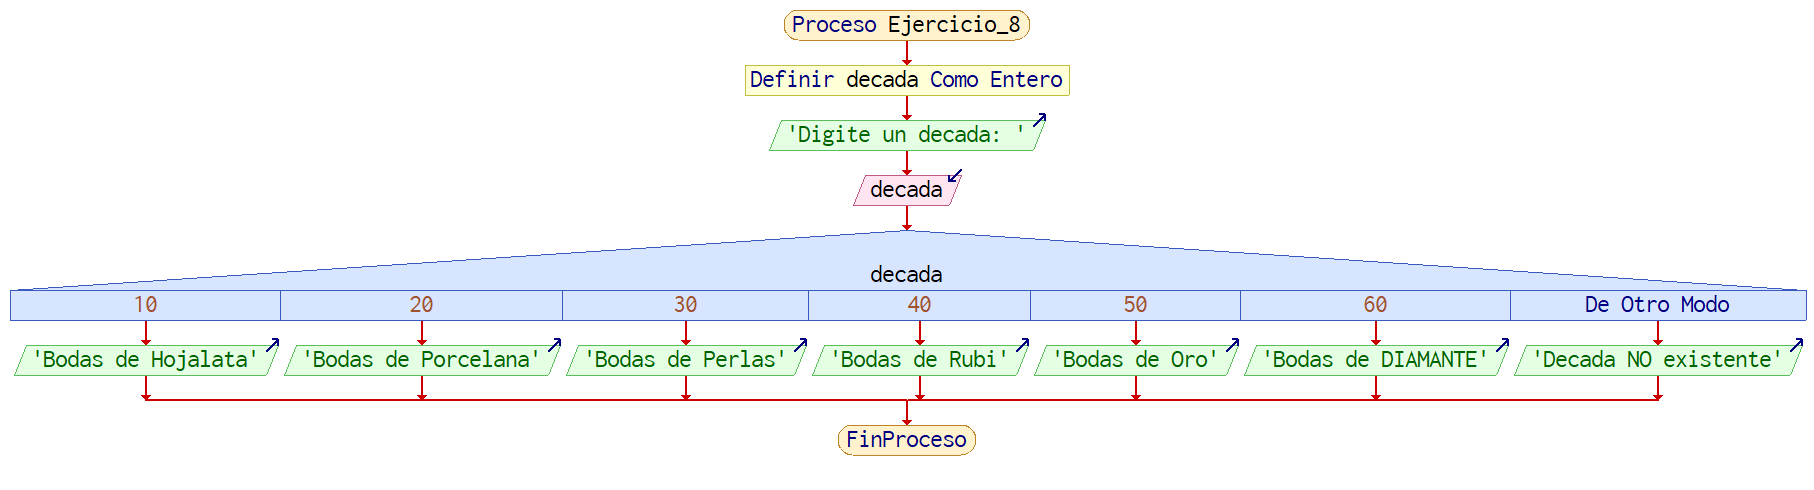 Proceso Ejercicio_8
Definir decada Como Entero
'Digite un decada: '
decada
decada
10 20 30 40 50 60 De Otro Modo
'Bodas de Hojalata' 'Bodas de Porcelana' 'Bodas de Perlas' 'Bodas de Rubi' 'Bodas de Oro' 'Bodas de DIAMANTE' 'Decada NO existente'
FinProceso